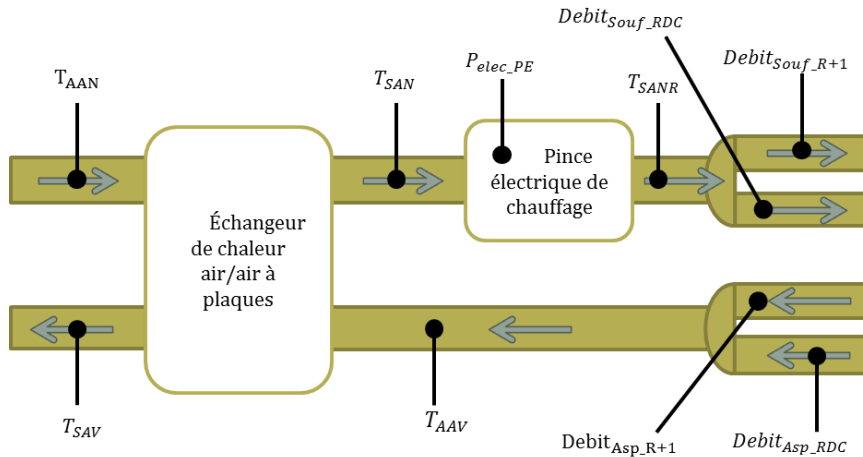 Debit_Souf_RDC
T_AAN
T_SAN
P_elec_PE
T_SANR
Debit_Souf_R+1
Pince
électrique de
chauffage
Échangeur
de chaleur
air/air à
plaques
T_SAV
T_AAV
Debit_Asp_R+1
Debit_Asp_RDC